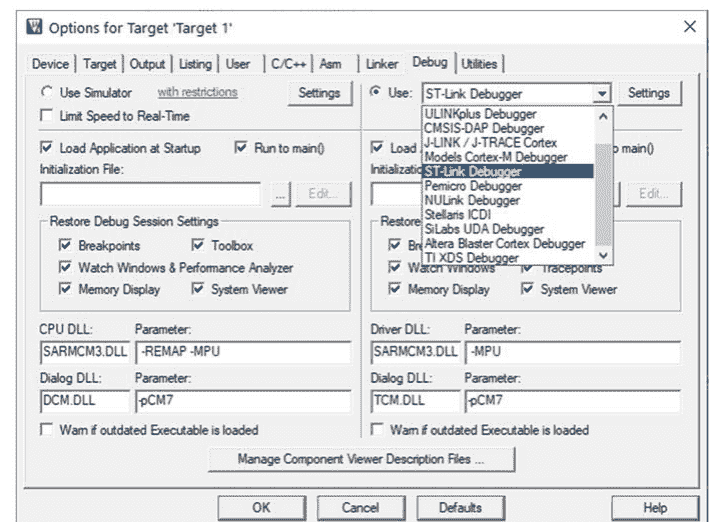 Options for Target 'Target 1'
Device Target Output Listing User C/C++ Asm Linker Debug Utilities
Use Simulator with restrictions Settings
Use: ST-Link Debugger Settings
Limit Speed to Real-Time
ULINKplus Debugger
CMSIS-DAP Debugger
J-LINK / J-TRACE Cortex
Models Cortex-M Debugger
ST-Link Debugger
Pemicro Debugger
NULink Debugger
Stellaris ICDI
SiLabs UDA Debugger
Altera Blaster Cortex Debugger
TI XDS Debugger
Load Application at Startup Run to main()
Load o main()
Initialization File:
Initializatio
... Edit...
Edit...
Restore Debug Session Settings
Restore
Breakpoints Toolbox
Bre
Watch Windows & Performance Analyzer
Watch Windows Tracepoints
Memory Display System Viewer
Memory Display System Viewer
CPU DLL: Parameter:
Driver DLL: Parameter:
SARMCM3.DLL -REMAP -MPU
SARMCM3.DLL -MPU
Dialog DLL: Parameter:
Dialog DLL: Parameter:
DCM.DLL -pCM7
TCM.DLL -pCM7
Warn if outdated Executable is loaded
Warn if outdated Executable is loaded
Manage Component Viewer Description Files ...
OK Cancel Defaults Help